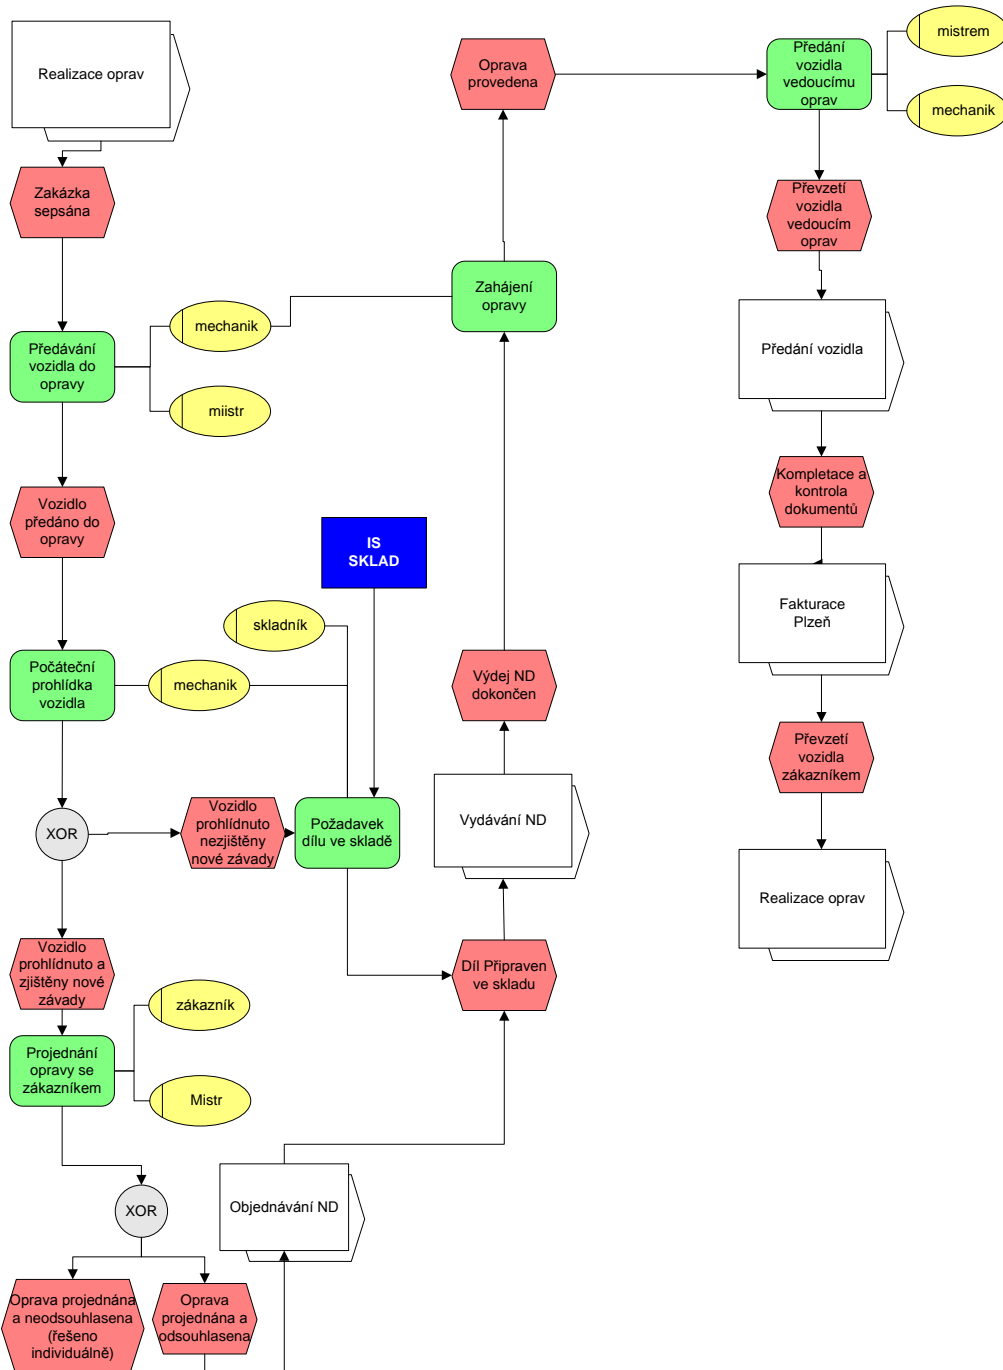 Realizace oprav
Zakázka
sepsána
Předávání
vozidla do
opravy
mechanik
miistr
Vozidlo
předáno do
opravy
Počáteční
prohlídka
vozidla
mechanik
skladník
IS
SKLAD
XOR
Vozidlo
prohlídnuto
nezjištěny
nové závady
Požadavek
dílu ve skladě
Vozidlo
prohlídnuto a
zjištěny nové
závady
Projednání
opravy se
zákazníkem
zákazník
Mistr
XOR
Oprava projednána
a neodsouhlasena
(řešeno
individuálně)
Oprava
projednána a
odsouhlasena
Objednávání ND
Díl Připraven
ve skladu
Vydávání ND
Výdej ND
dokončen
Zahájení
opravy
Oprava
provedena
Předání
vozidla
vedoucímu
oprav
mistrem
mechanik
Převzetí
vozidla
vedoucím
oprav
Předání vozidla
Kompletace a
kontrola
dokumentů
Fakturace
Plzeň
Převzetí
vozidla
zákazníkem
Realizace oprav